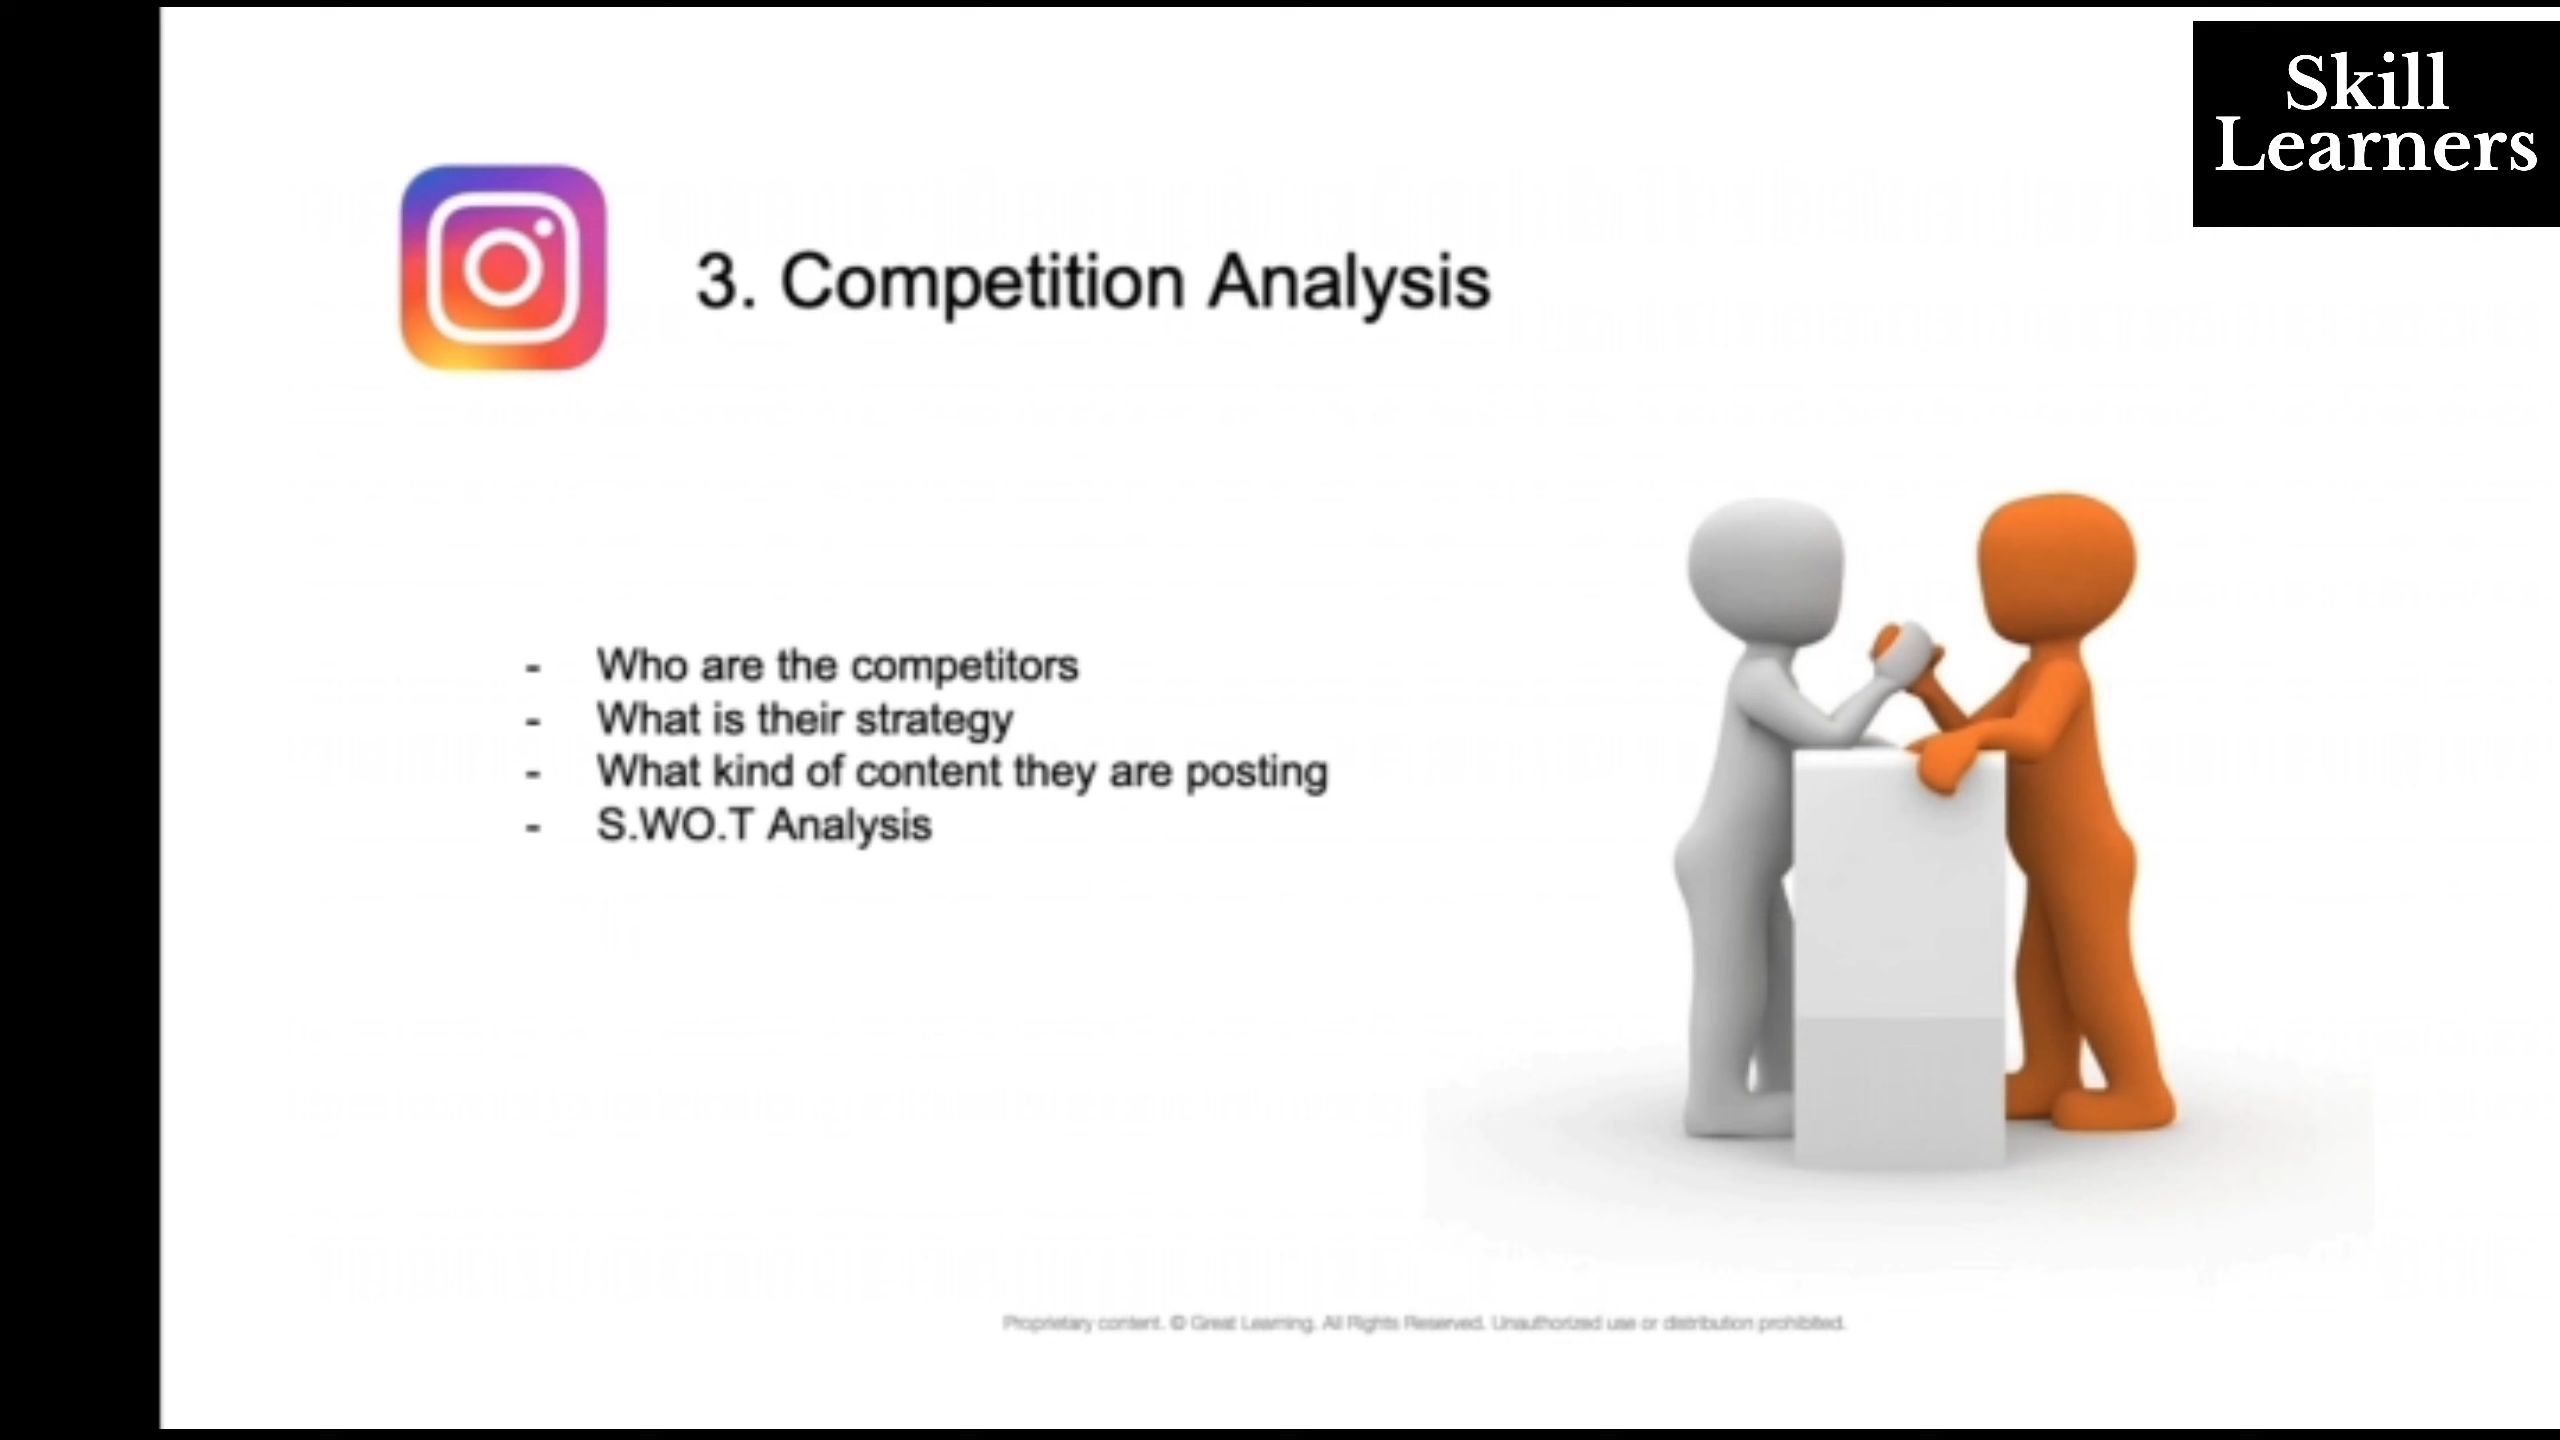 Skill
Learners
3. Competition Analysis
- Who are the competitors
- What is their strategy
- What kind of content they are posting
- S.WO.T Analysis
Proprietary content. © Great Learning. All Rights Reserved. Unauthorized use or distribution prohibited.